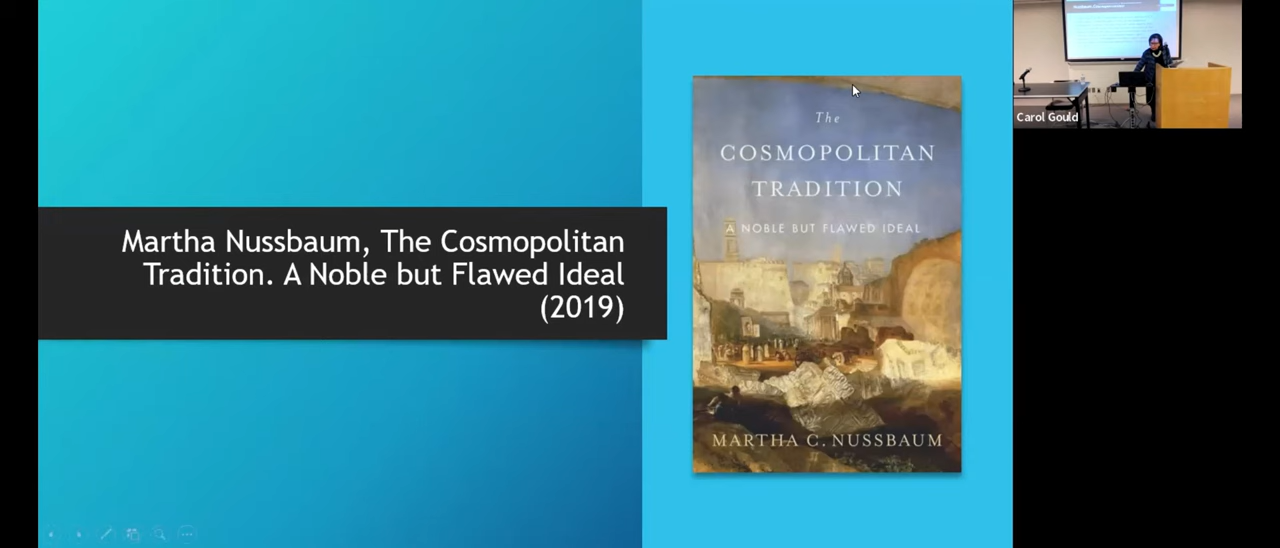 Martha Nussbaum, The Cosmopolitan
Tradition. A Noble but Flawed Ideal
(2019)
The
COSMOPOLITAN
TRADITION
A NOBLE BUT FLAWED IDEAL
MARTHA C. NUSSBAUM
Carol Gould